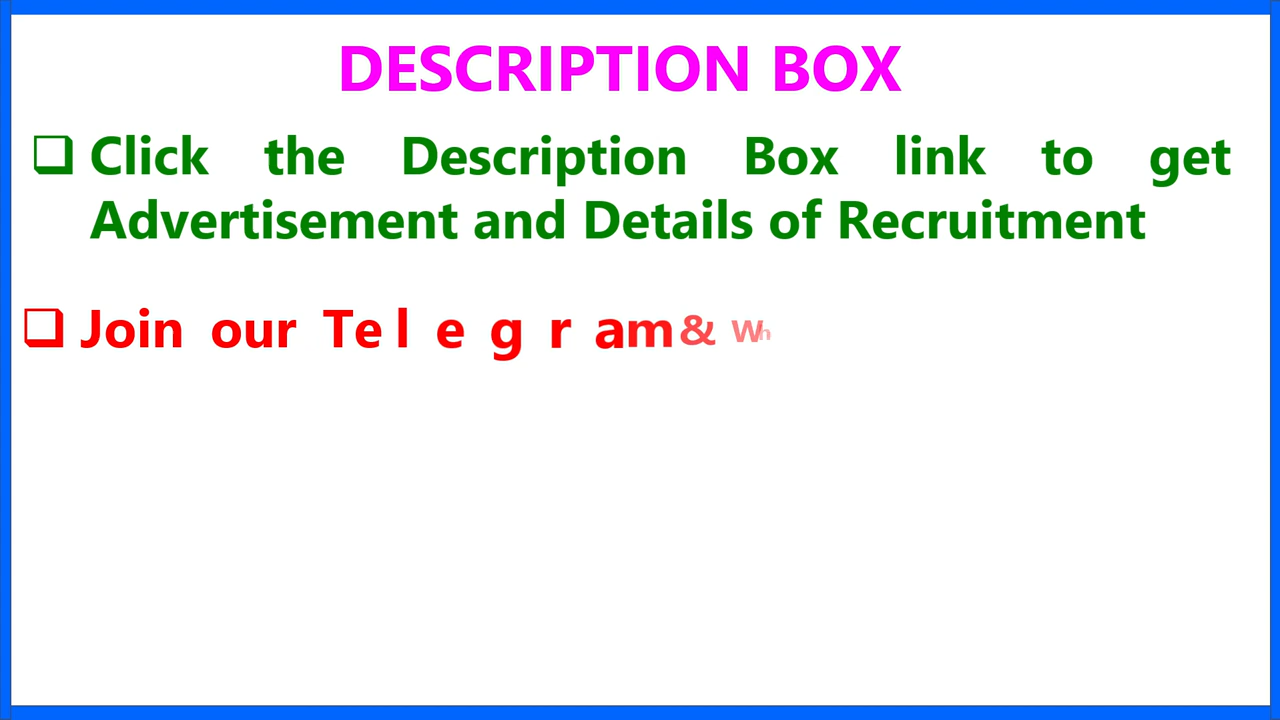 DESCRIPTION BOX
Click the Description Box link to get
Advertisement and Details of Recruitment
Join our Telegram &